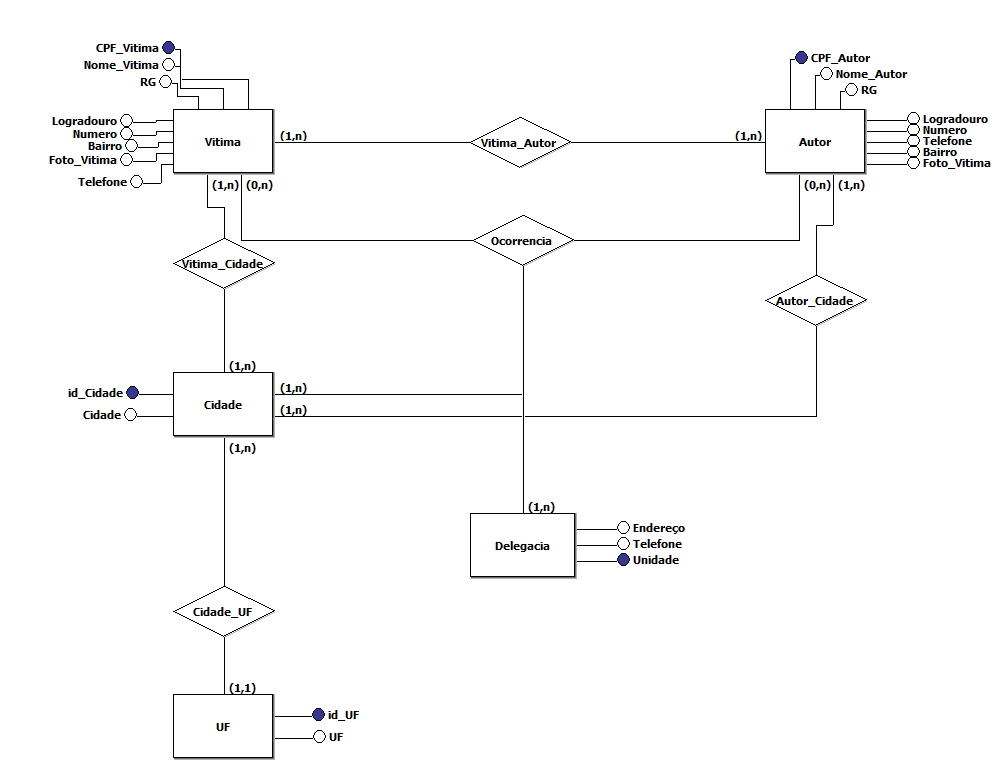 CPF_Vitima
Nome_Vitima
RG
CPF_Autor
Nome_Autor
RG
Logradouro
Numero
Bairro
Foto_Vitima
Telefone
Vitima
(1,n)
Vitima_Autor
(1,n)
Autor
Logradouro
Numero
Telefone
Bairro
Foto_Vitima
(1,n) (0,n)
(0,n) (1,n)
Ocorrencia
Vitima_Cidade
Autor_Cidade
(1,n)
id_Cidade
Cidade
Cidade
(1,n)
(1,n)
(1,n)
(1,n)
Delegacia
Endereço
Telefone
Unidade
Cidade_UF
(1,1)
UF
id_UF
UF